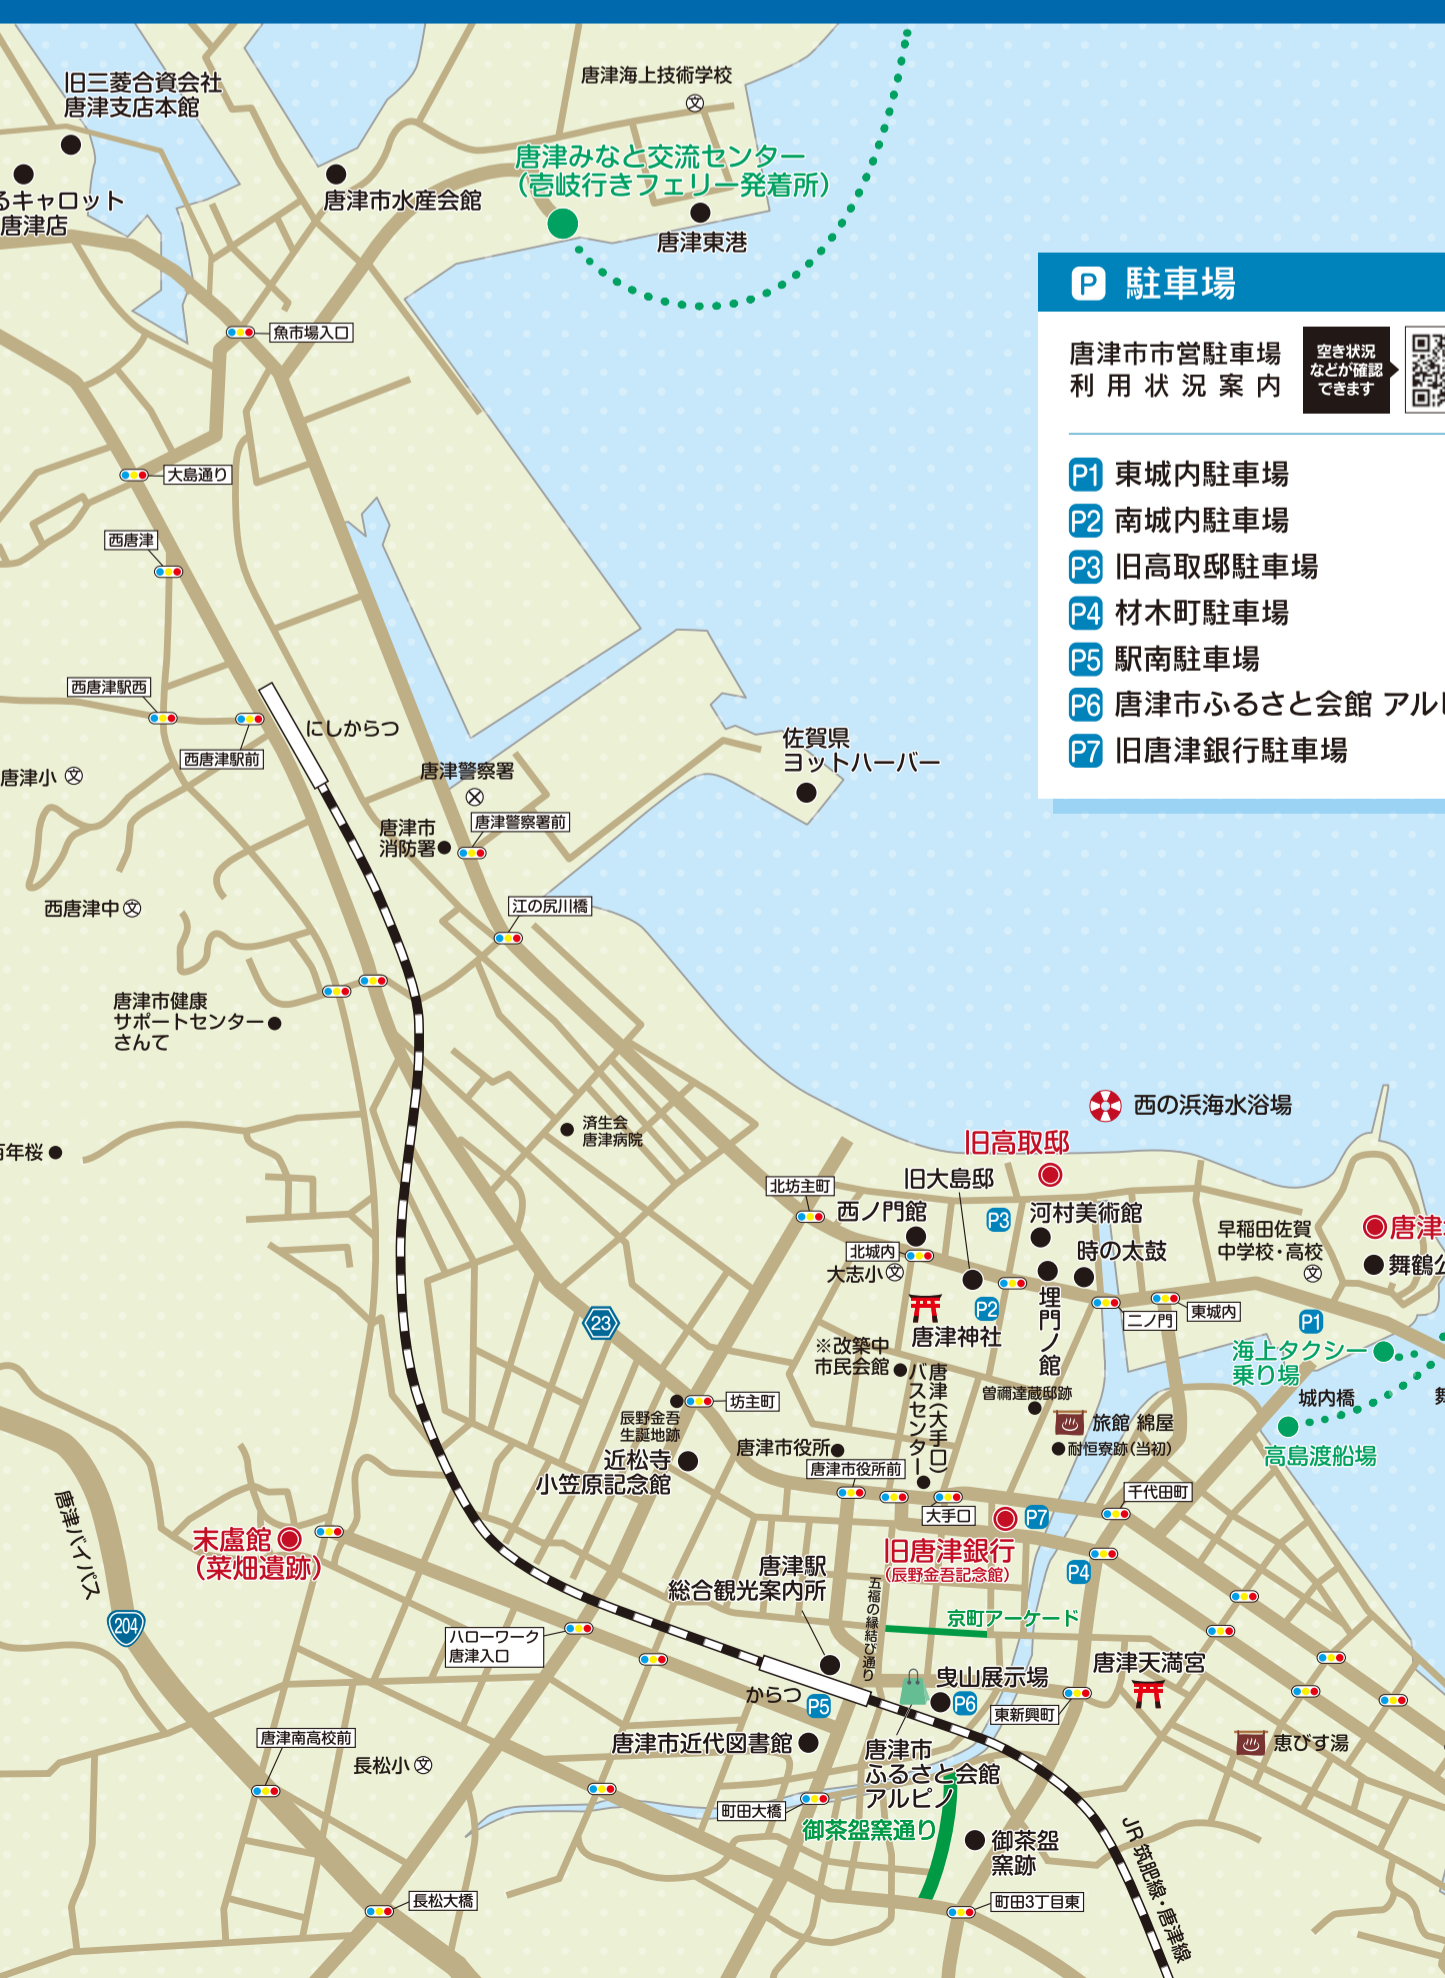 旧三菱合資会社
唐津支店本館
るキャロット
唐津店
唐津市水産会館
唐津海上技術学校
文
唐津みなと交流センター
(壱岐行きフェリー発着所)
唐津東港
魚市場入口
大島通り
西唐津
西唐津駅西
西唐津駅前
にしからつ
唐津小 文
西唐津中 文
唐津警察署
唐津警察署前
唐津市
消防署
江の尻川橋
佐賀県
ヨットハーバー
P 駐車場
唐津市市営駐車場
利用状況案内
空き状況
などが確認
できます
P1 東城内駐車場
P2 南城内駐車場
P3 旧高取邸駐車場
P4 材木町駐車場
P5 駅南駐車場
P6 唐津市ふるさと会館 アルピ
P7 旧唐津銀行駐車場
唐津市健康
サポートセンター
さんて
年桜
済生会
唐津病院
西の浜海水浴場
旧高取邸
旧大島邸
北坊主町
西ノ門館
P3
河村美術館
北城内
大志小 文
時の太鼓
早稲田佐賀
中学校・高校
文
唐津
舞鶴公
P2
埋門ノ館
二ノ門
東城内
P1
唐津神社
23
※改築中
市民会館
唐津(大手口)
バスセンター
曽禰達蔵邸跡
海上タクシー
乗り場
城内橋
舞
坊主町
辰野金吾
生誕地跡
旅館 綿屋
耐恒寮跡(当初)
高島渡船場
近松寺
小笠原記念館
唐津市役所
唐津市役所前
大手口
千代田町
P7
旧唐津銀行
(辰野金吾記念館)
P4
唐津バイパス
末盧館
(菜畑遺跡)
204
唐津駅
総合観光案内所
五福の縁結び通り
京町アーケード
ハローワーク
唐津入口
からつ
P5
曳山展示場
P6
唐津天満宮
東新興町
唐津南高校前
長松小 文
唐津市近代図書館
唐津市
ふるさと会館
アルピノ
恵びす湯
町田大橋
御茶盌窯通り
御茶盌
窯跡
JR 筑肥線・唐津線
長松大橋
町田3丁目東